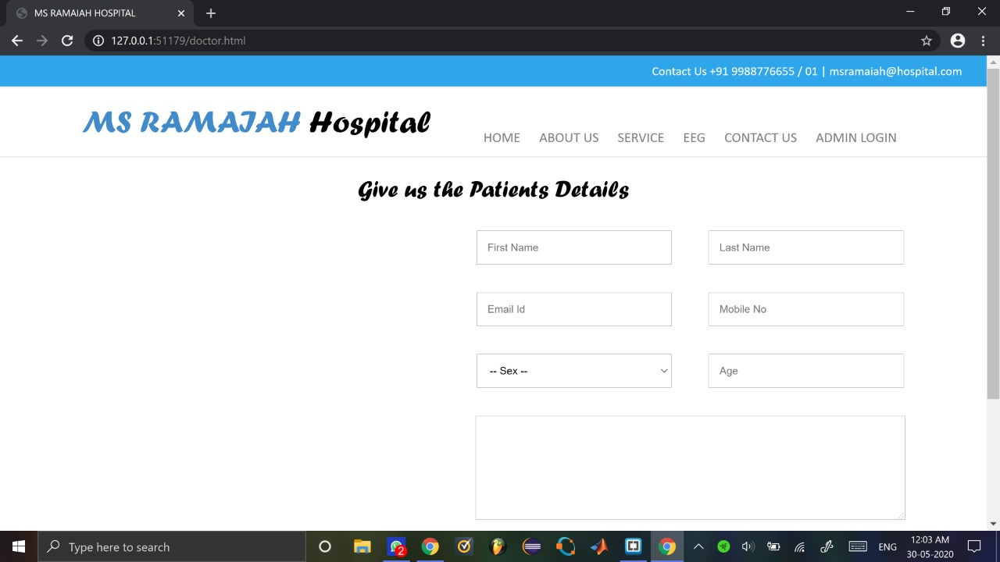 MS RAMAIAH HOSPITAL
127.0.0.1:51179/doctor.html
Contact Us +91 9988776655 / 01 | msramaiah@hospital.com
MS RAMAIAH Hospital
HOME ABOUT US SERVICE EEG CONTACT US ADMIN LOGIN
Give us the Patients Details
First Name Last Name
Email Id Mobile No
-- Sex -- Age
Type here to search
2
ENG
12:03 AM
30-05-2020